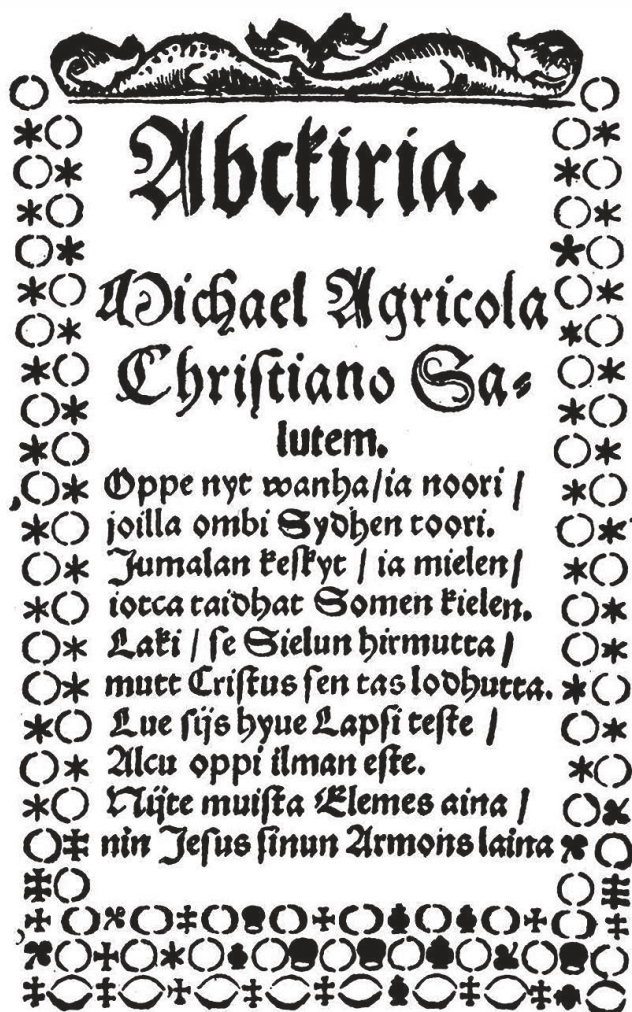 Abckiria.
Michael Agricola
Chriſtiano Sa⸗
lutem.
Oppe nyt wanha/ia noori /
joilla ombi Sydhen toori.
Jumalan keſkyt / ia mielen/
iotca taidhat Somen kielen.
Laki / ſe Sielun hirmutta /
mutt Criſtus ſen tas lodhutta.
Lue ſijs hyue Lapſi teſte /
Alcu oppi ilman eſte.
Nijte muiſta Elemes aina /
nin Jeſus ſinun Armons laina